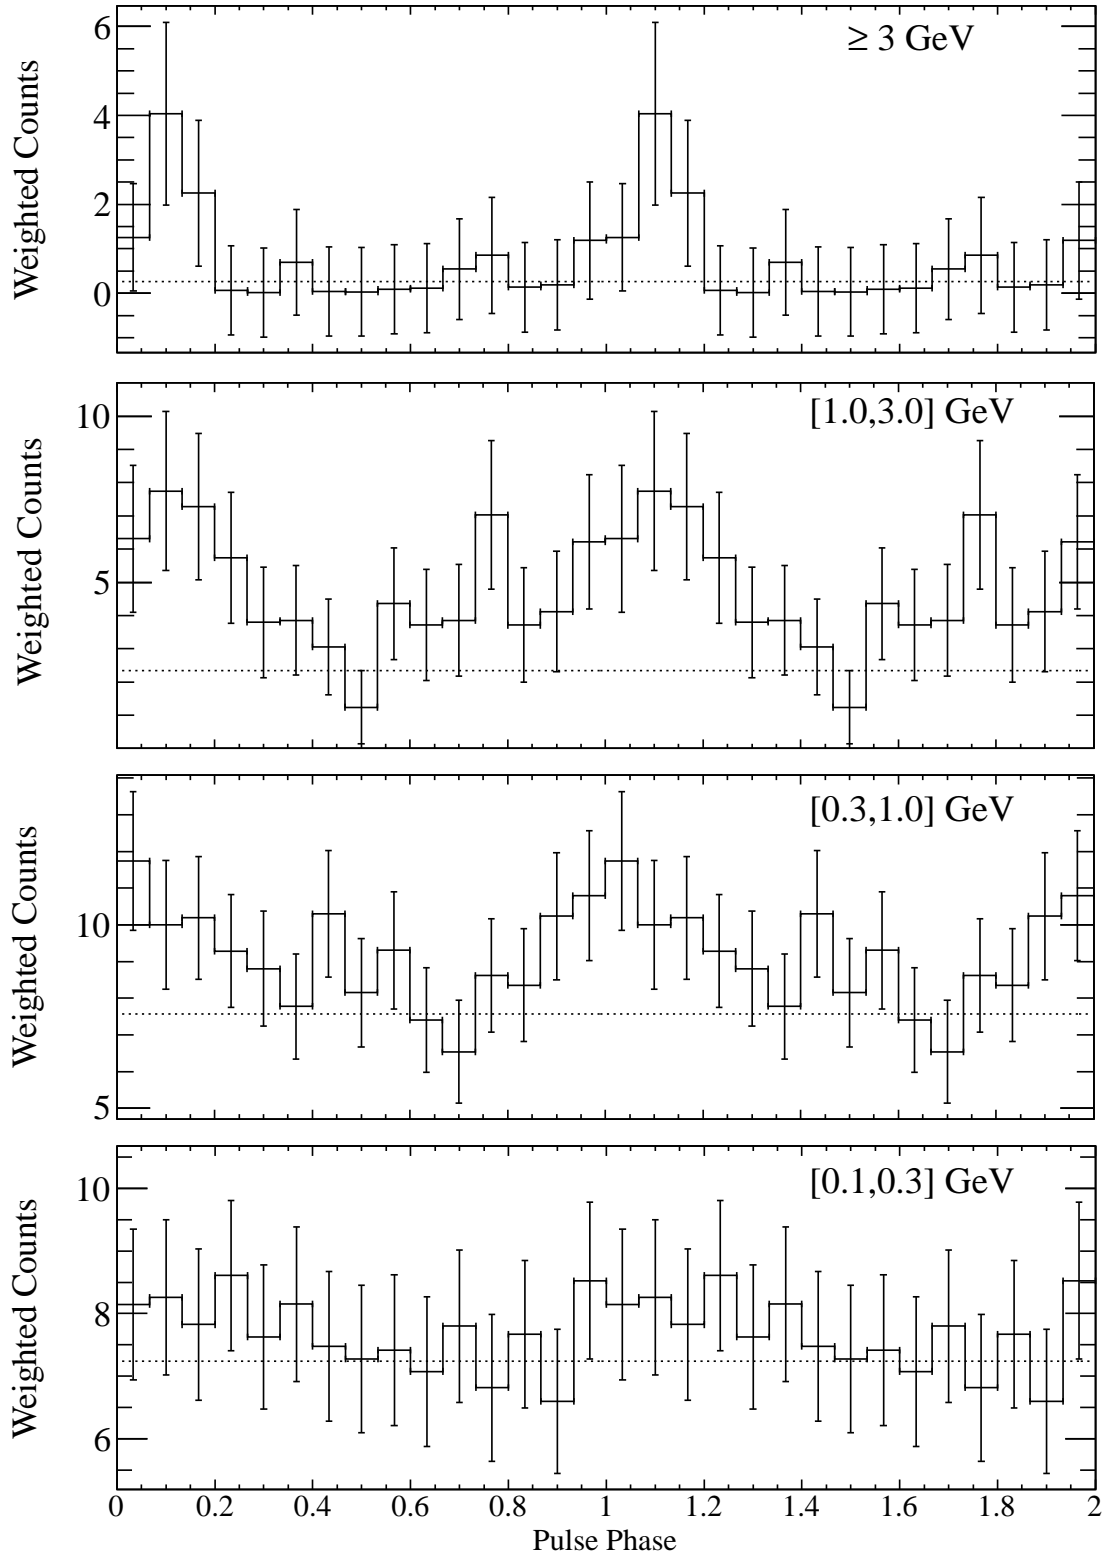 ≥ 3 GeV
6
4
2
0
Weighted Counts
[1.0,3.0] GeV
10
5
Weighted Counts
[0.3,1.0] GeV
10
5
Weighted Counts
[0.1,0.3] GeV
10
8
6
Weighted Counts
0 0.2 0.4 0.6 0.8 1 1.2 1.4 1.6 1.8 2
Pulse Phase